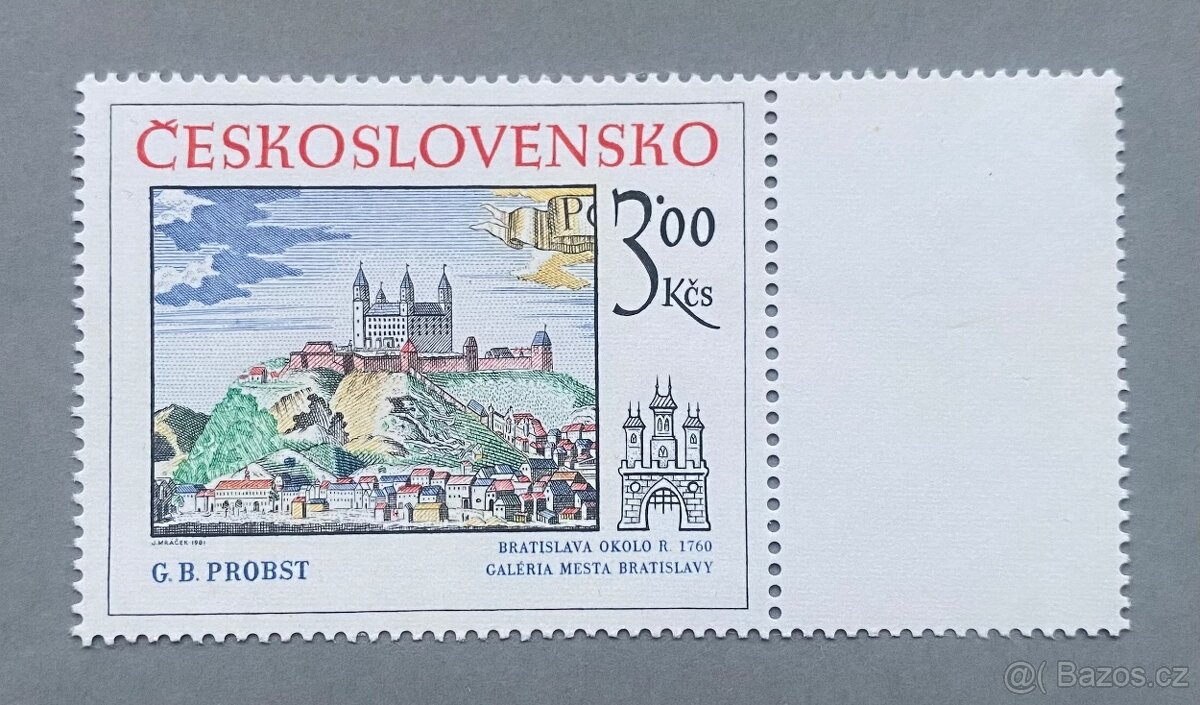 ČESKOSLOVENSKO
3·00
Kčs
J. MRÁČEK · 1981
G. B. PROBST
BRATISLAVA OKOLO R. 1760
GALÉRIA MESTA BRATISLAVY
@( Bazos.cz